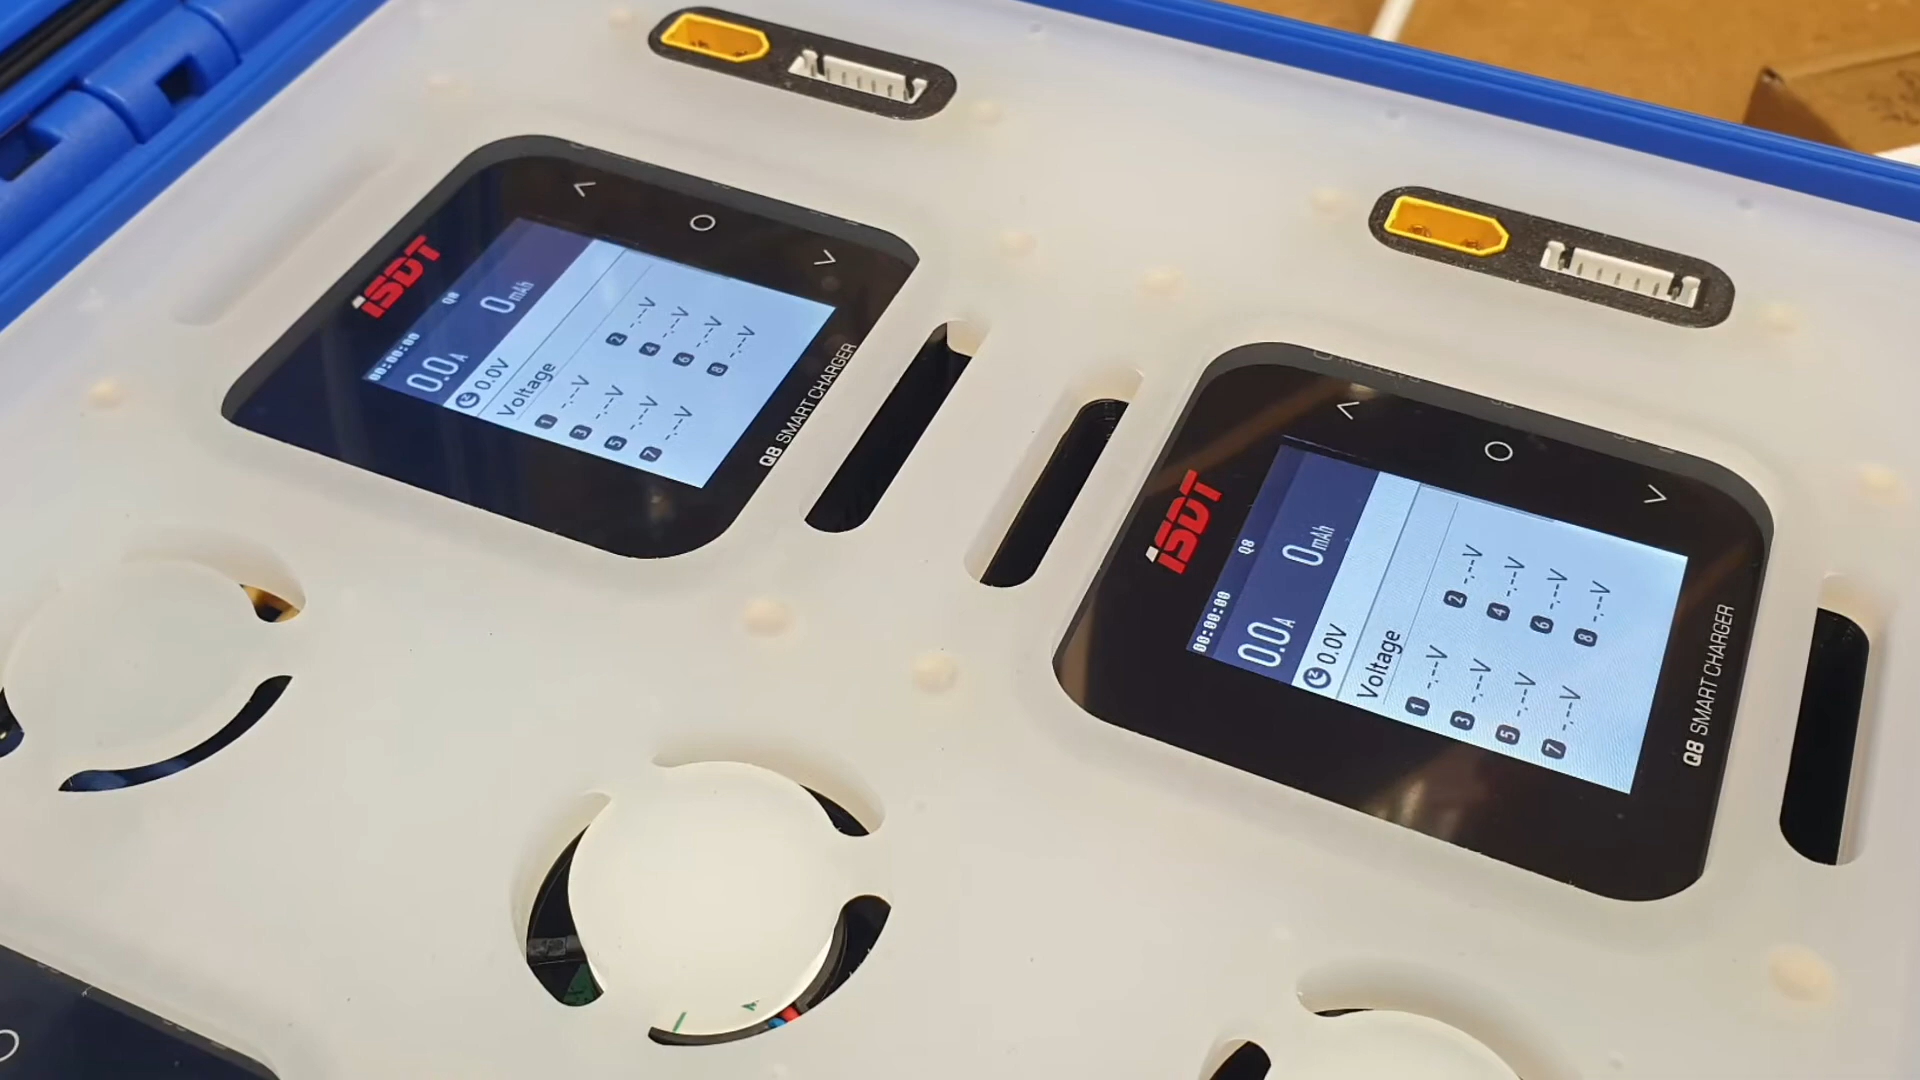 iSDT
00:00:00 Q8
0.0A 0mAh
0.0V
Voltage
1 -.--V 2 -.--V
3 -.--V 4 -.--V
5 -.--V 6 -.--V
7 -.--V 8 -.--V
Q8 SMART CHARGER
iSDT
00:00:00 Q8
0.0A 0mAh
0.0V
Voltage
1 -.--V 2 -.--V
3 -.--V 4 -.--V
5 -.--V 6 -.--V
7 -.--V 8 -.--V
Q8 SMART CHARGER